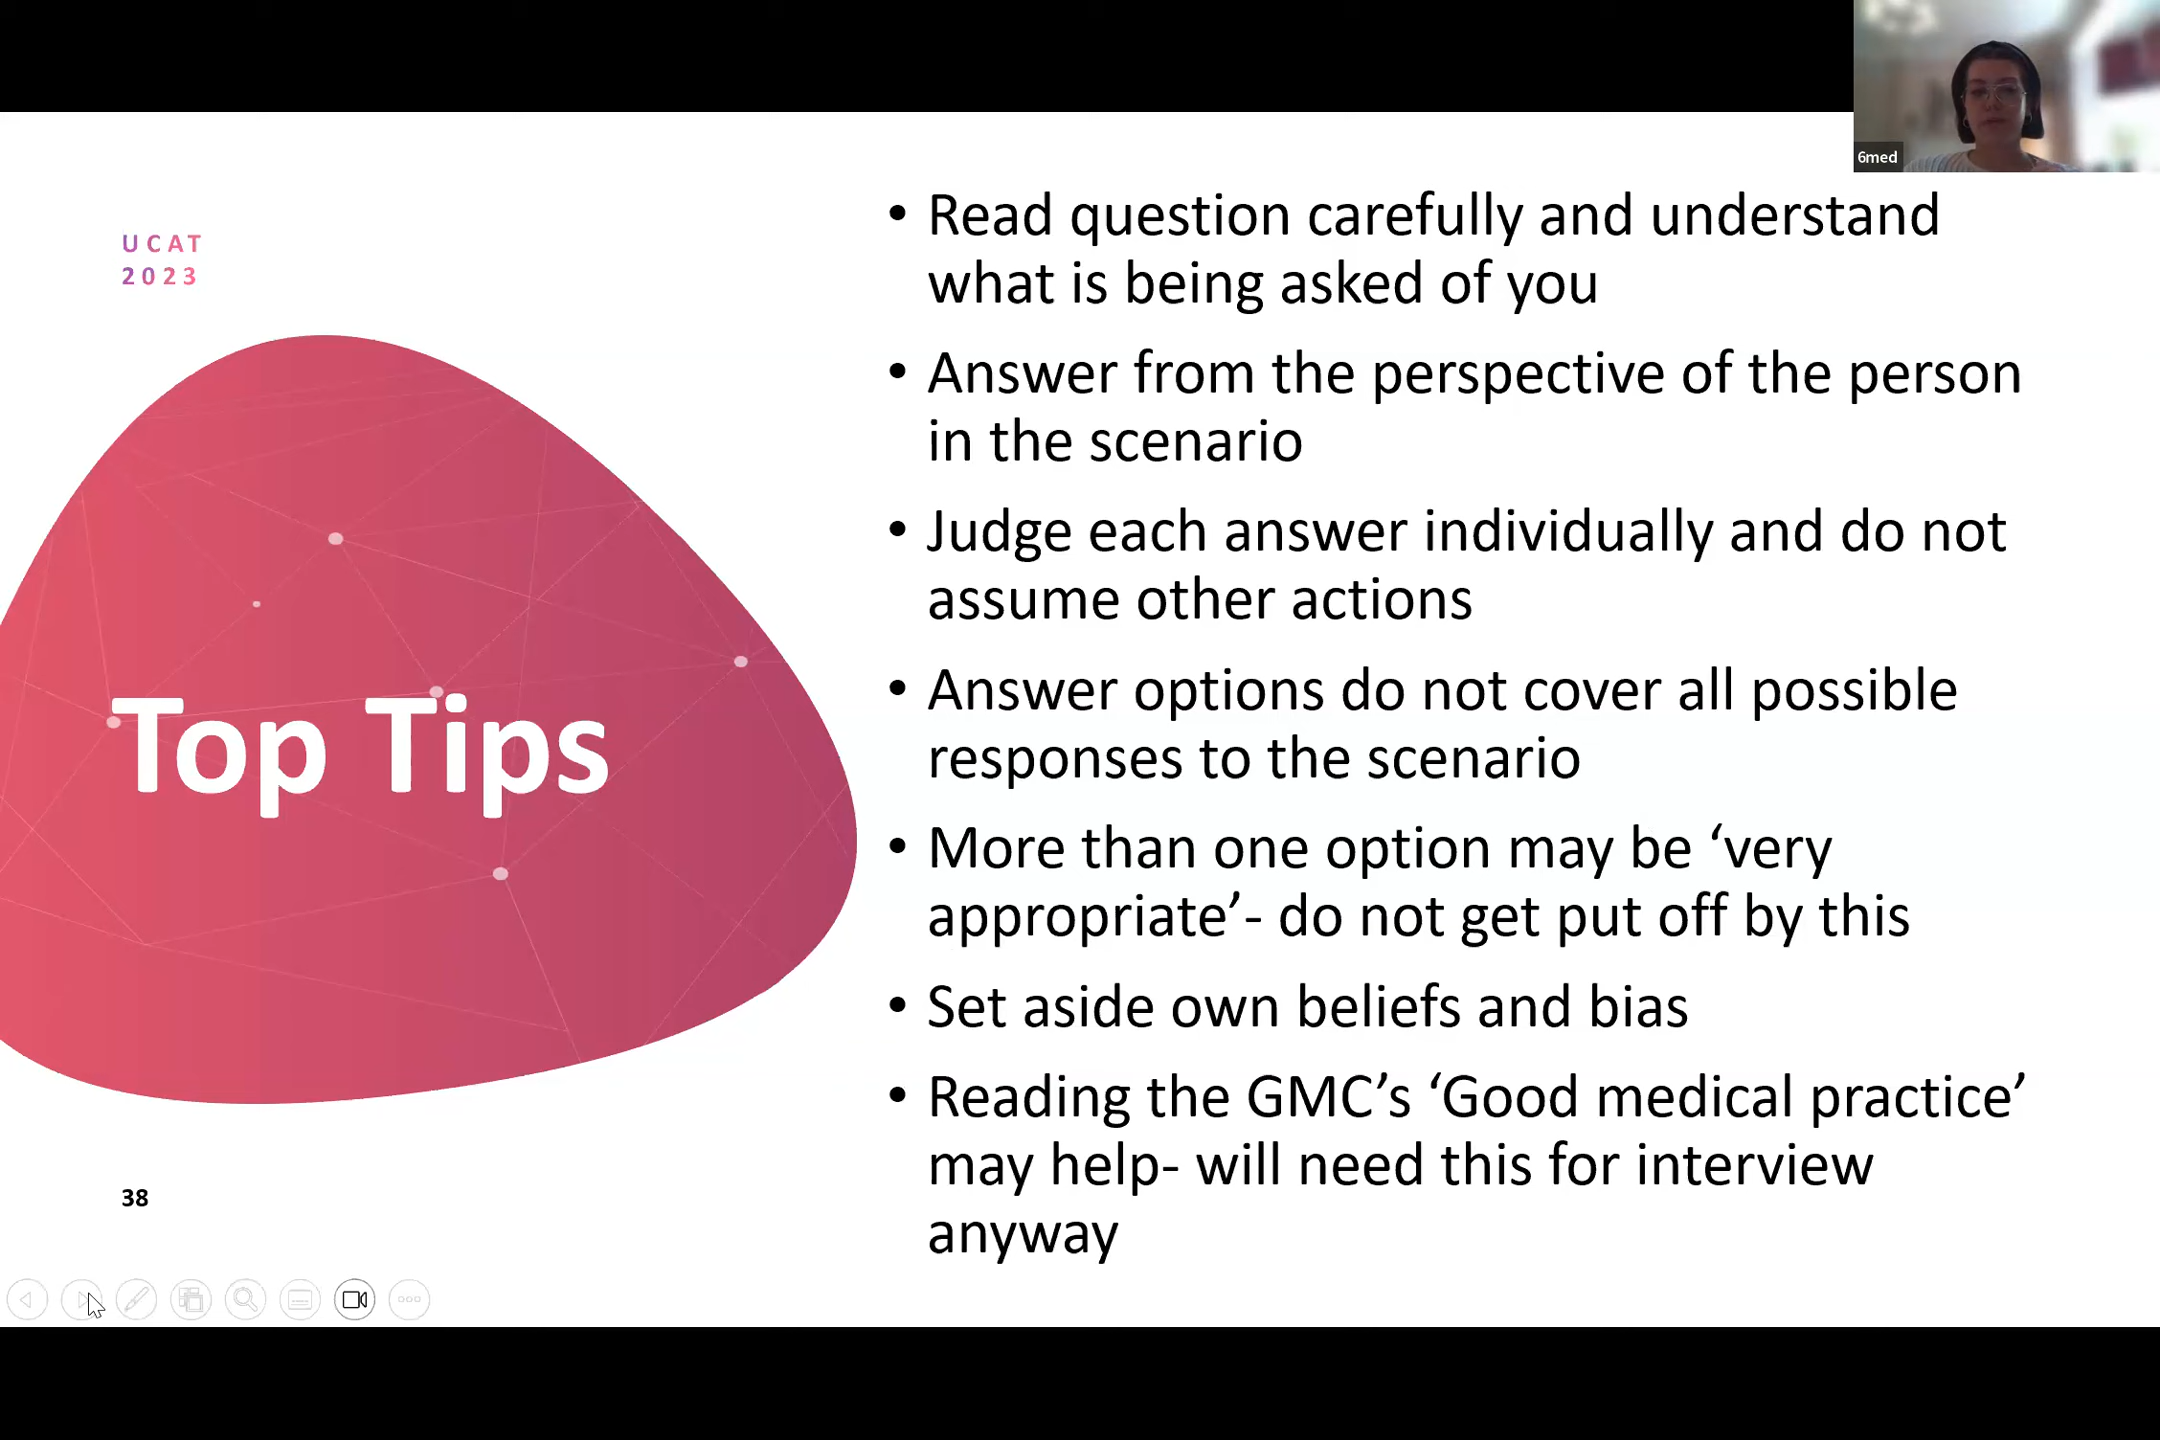 6med
UCAT
2023
Top Tips
• Read question carefully and understand
what is being asked of you
• Answer from the perspective of the person
in the scenario
• Judge each answer individually and do not
assume other actions
• Answer options do not cover all possible
responses to the scenario
• More than one option may be ‘very
appropriate’- do not get put off by this
• Set aside own beliefs and bias
• Reading the GMC’s ‘Good medical practice’
may help- will need this for interview
anyway
38